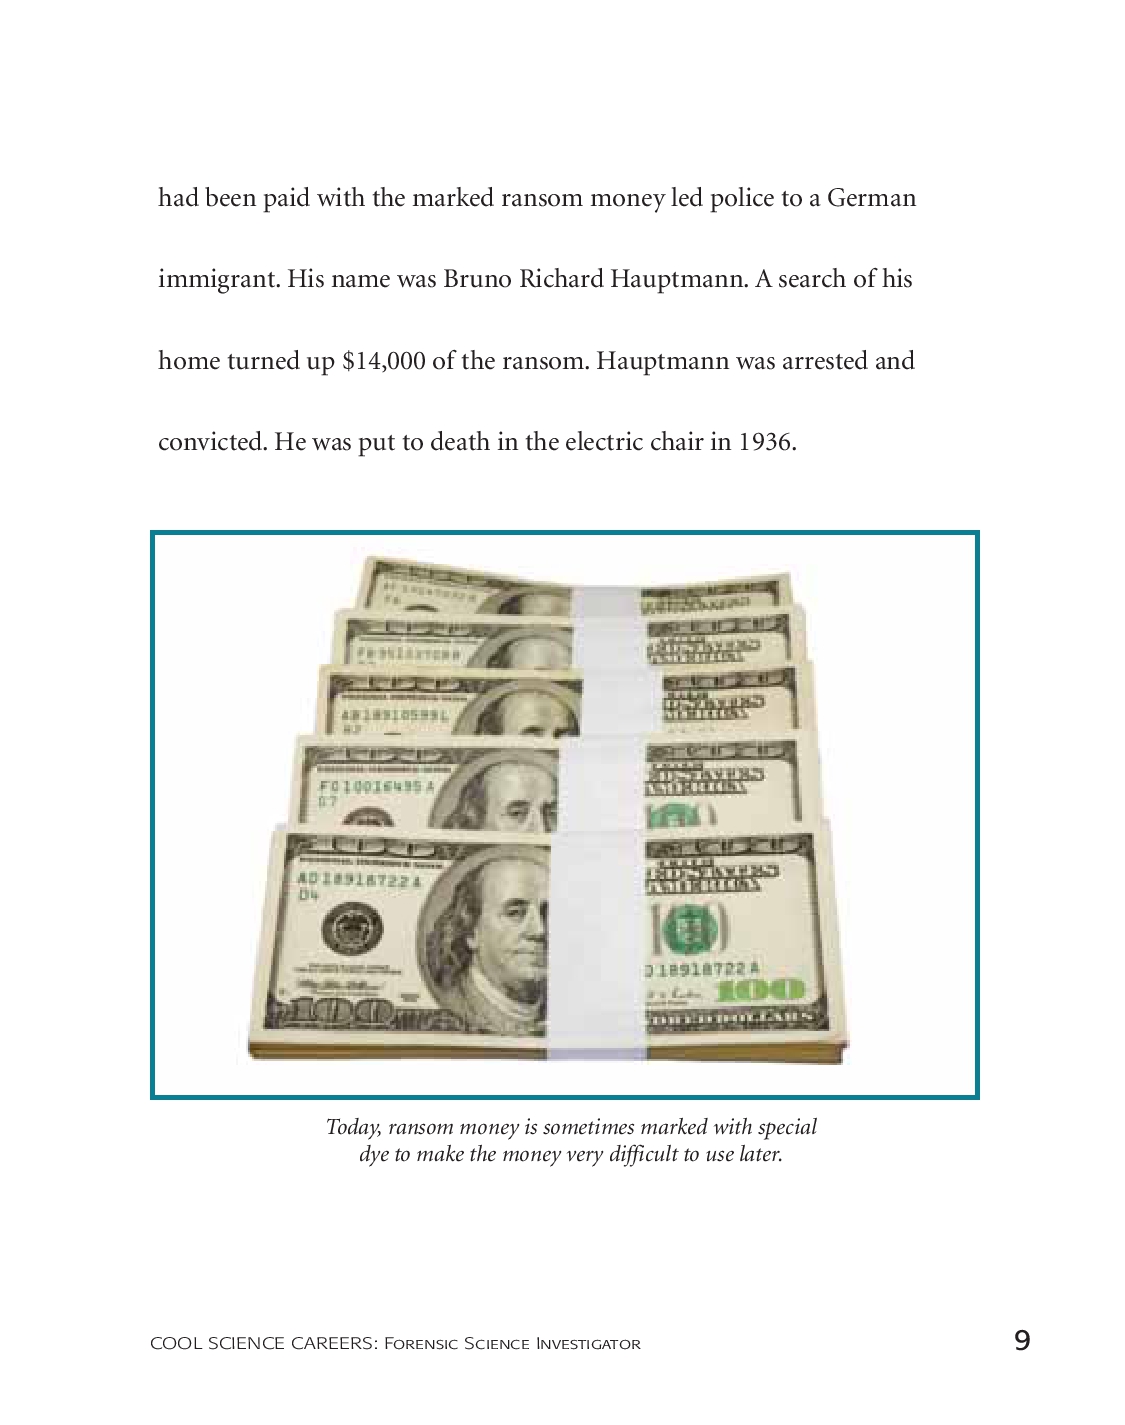 had been paid with the marked ransom money led police to a German
immigrant. His name was Bruno Richard Hauptmann. A search of his
home turned up $14,000 of the ransom. Hauptmann was arrested and
convicted. He was put to death in the electric chair in 1936.
AB18910599L
FG10016495A
D7
AD18918722A
D4
D18918722A
100
100
Today, ransom money is sometimes marked with special
dye to make the money very difficult to use later.
COOL SCIENCE CAREERS: FORENSIC SCIENCE INVESTIGATOR
9